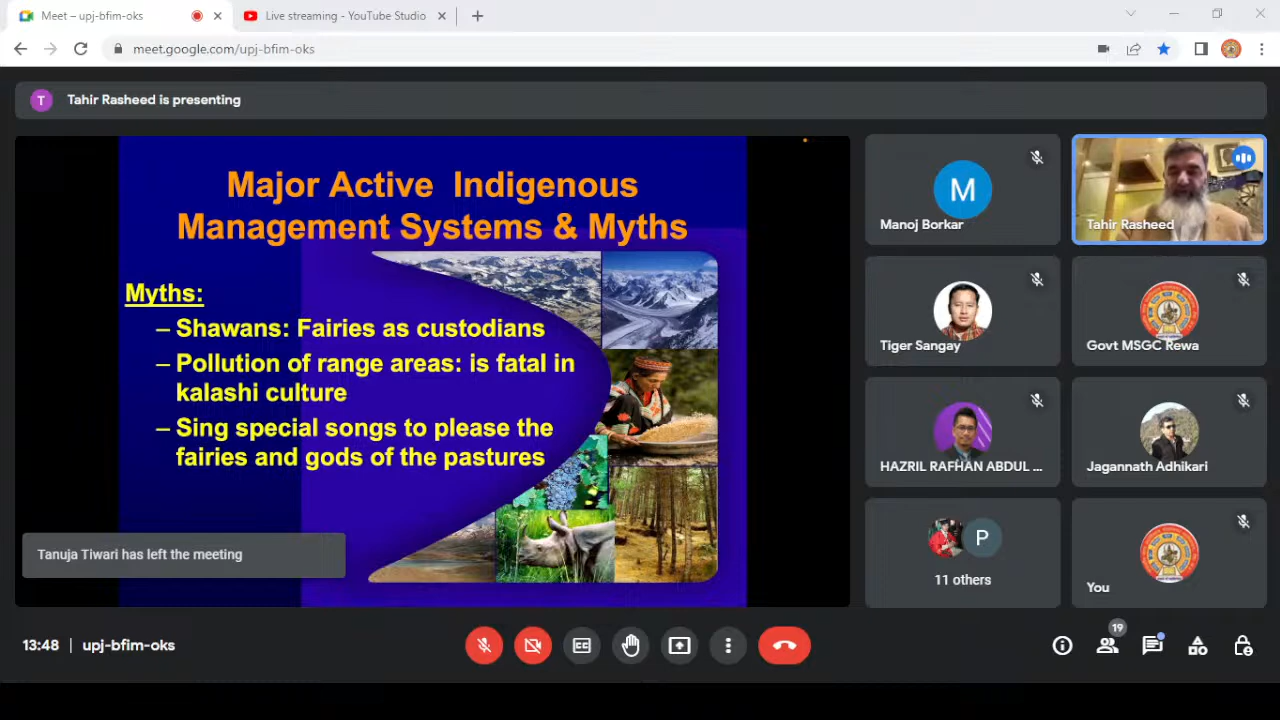 Meet – upj-bfim-oks
Live streaming - YouTube Studio
meet.google.com/upj-bfim-oks
T
Tahir Rasheed is presenting
Major Active Indigenous
Management Systems & Myths
Myths:
– Shawans: Fairies as custodians
– Pollution of range areas: is fatal in
kalashi culture
– Sing special songs to please the
fairies and gods of the pastures
Tanuja Tiwari has left the meeting
M
Manoj Borkar
Tahir Rasheed
Tiger Sangay
Govt MSGC Rewa
HAZRIL RAFHAN ABDUL ...
Jagannath Adhikari
P
11 others
You
13:48 | upj-bfim-oks
CC
19